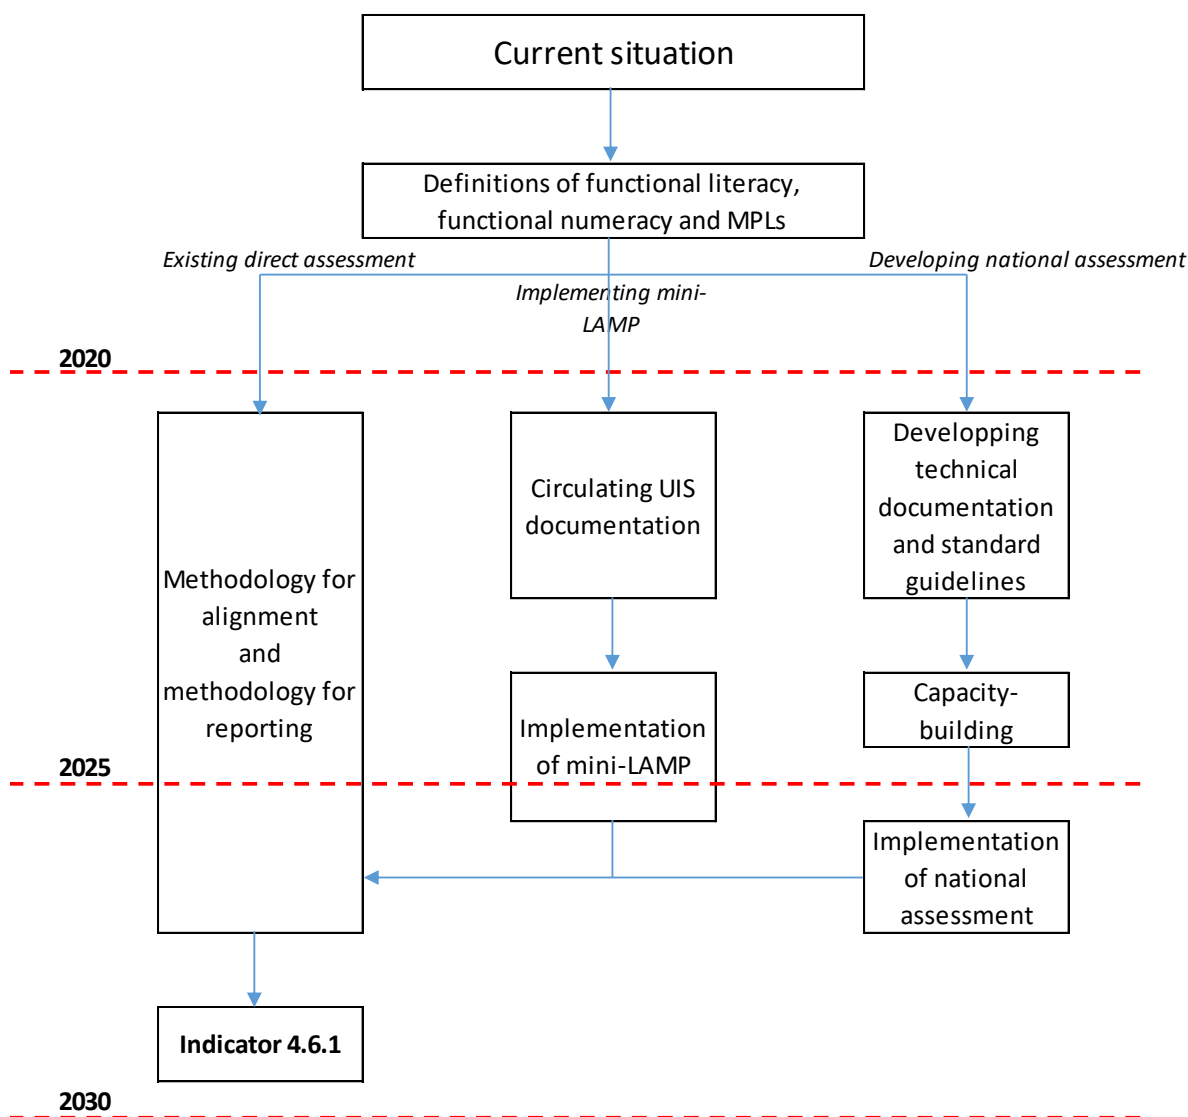 Current situation
Definitions of functional literacy,
functional numeracy and MPLs
Existing direct assessment
Implementing mini-
LAMP
Developing national assessment
2020
Methodology for
alignment
and
methodology for
reporting
Circulating UIS
documentation
Developping
technical
documentation
and standard
guidelines
Implementation
of mini-LAMP
Capacity-
building
2025
Implementation
of national
assessment
Indicator 4.6.1
2030